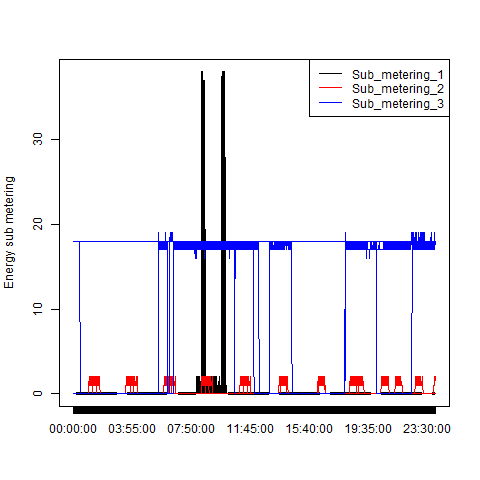 Sub_metering_1
Sub_metering_2
Sub_metering_3
Energy sub metering
30
20
10
0
00:00:00 03:55:00 07:50:00 11:45:00 15:40:00 19:35:00 23:30:00